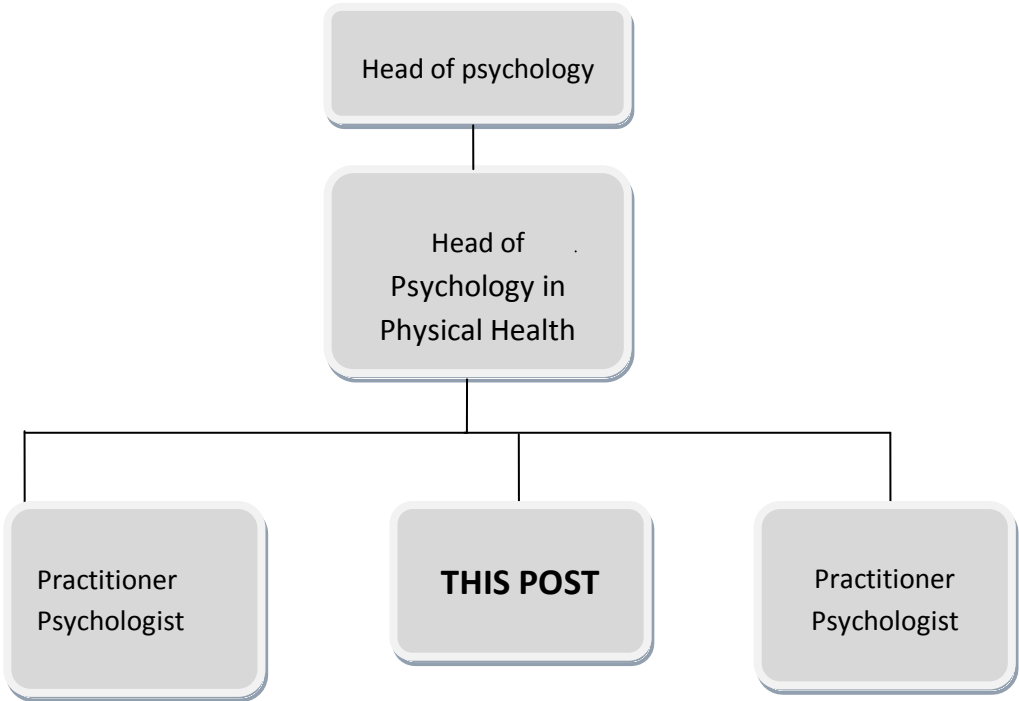 Head of psychology
Head of .
Psychology in
Physical Health
Practitioner
Psychologist
THIS POST
Practitioner
Psychologist